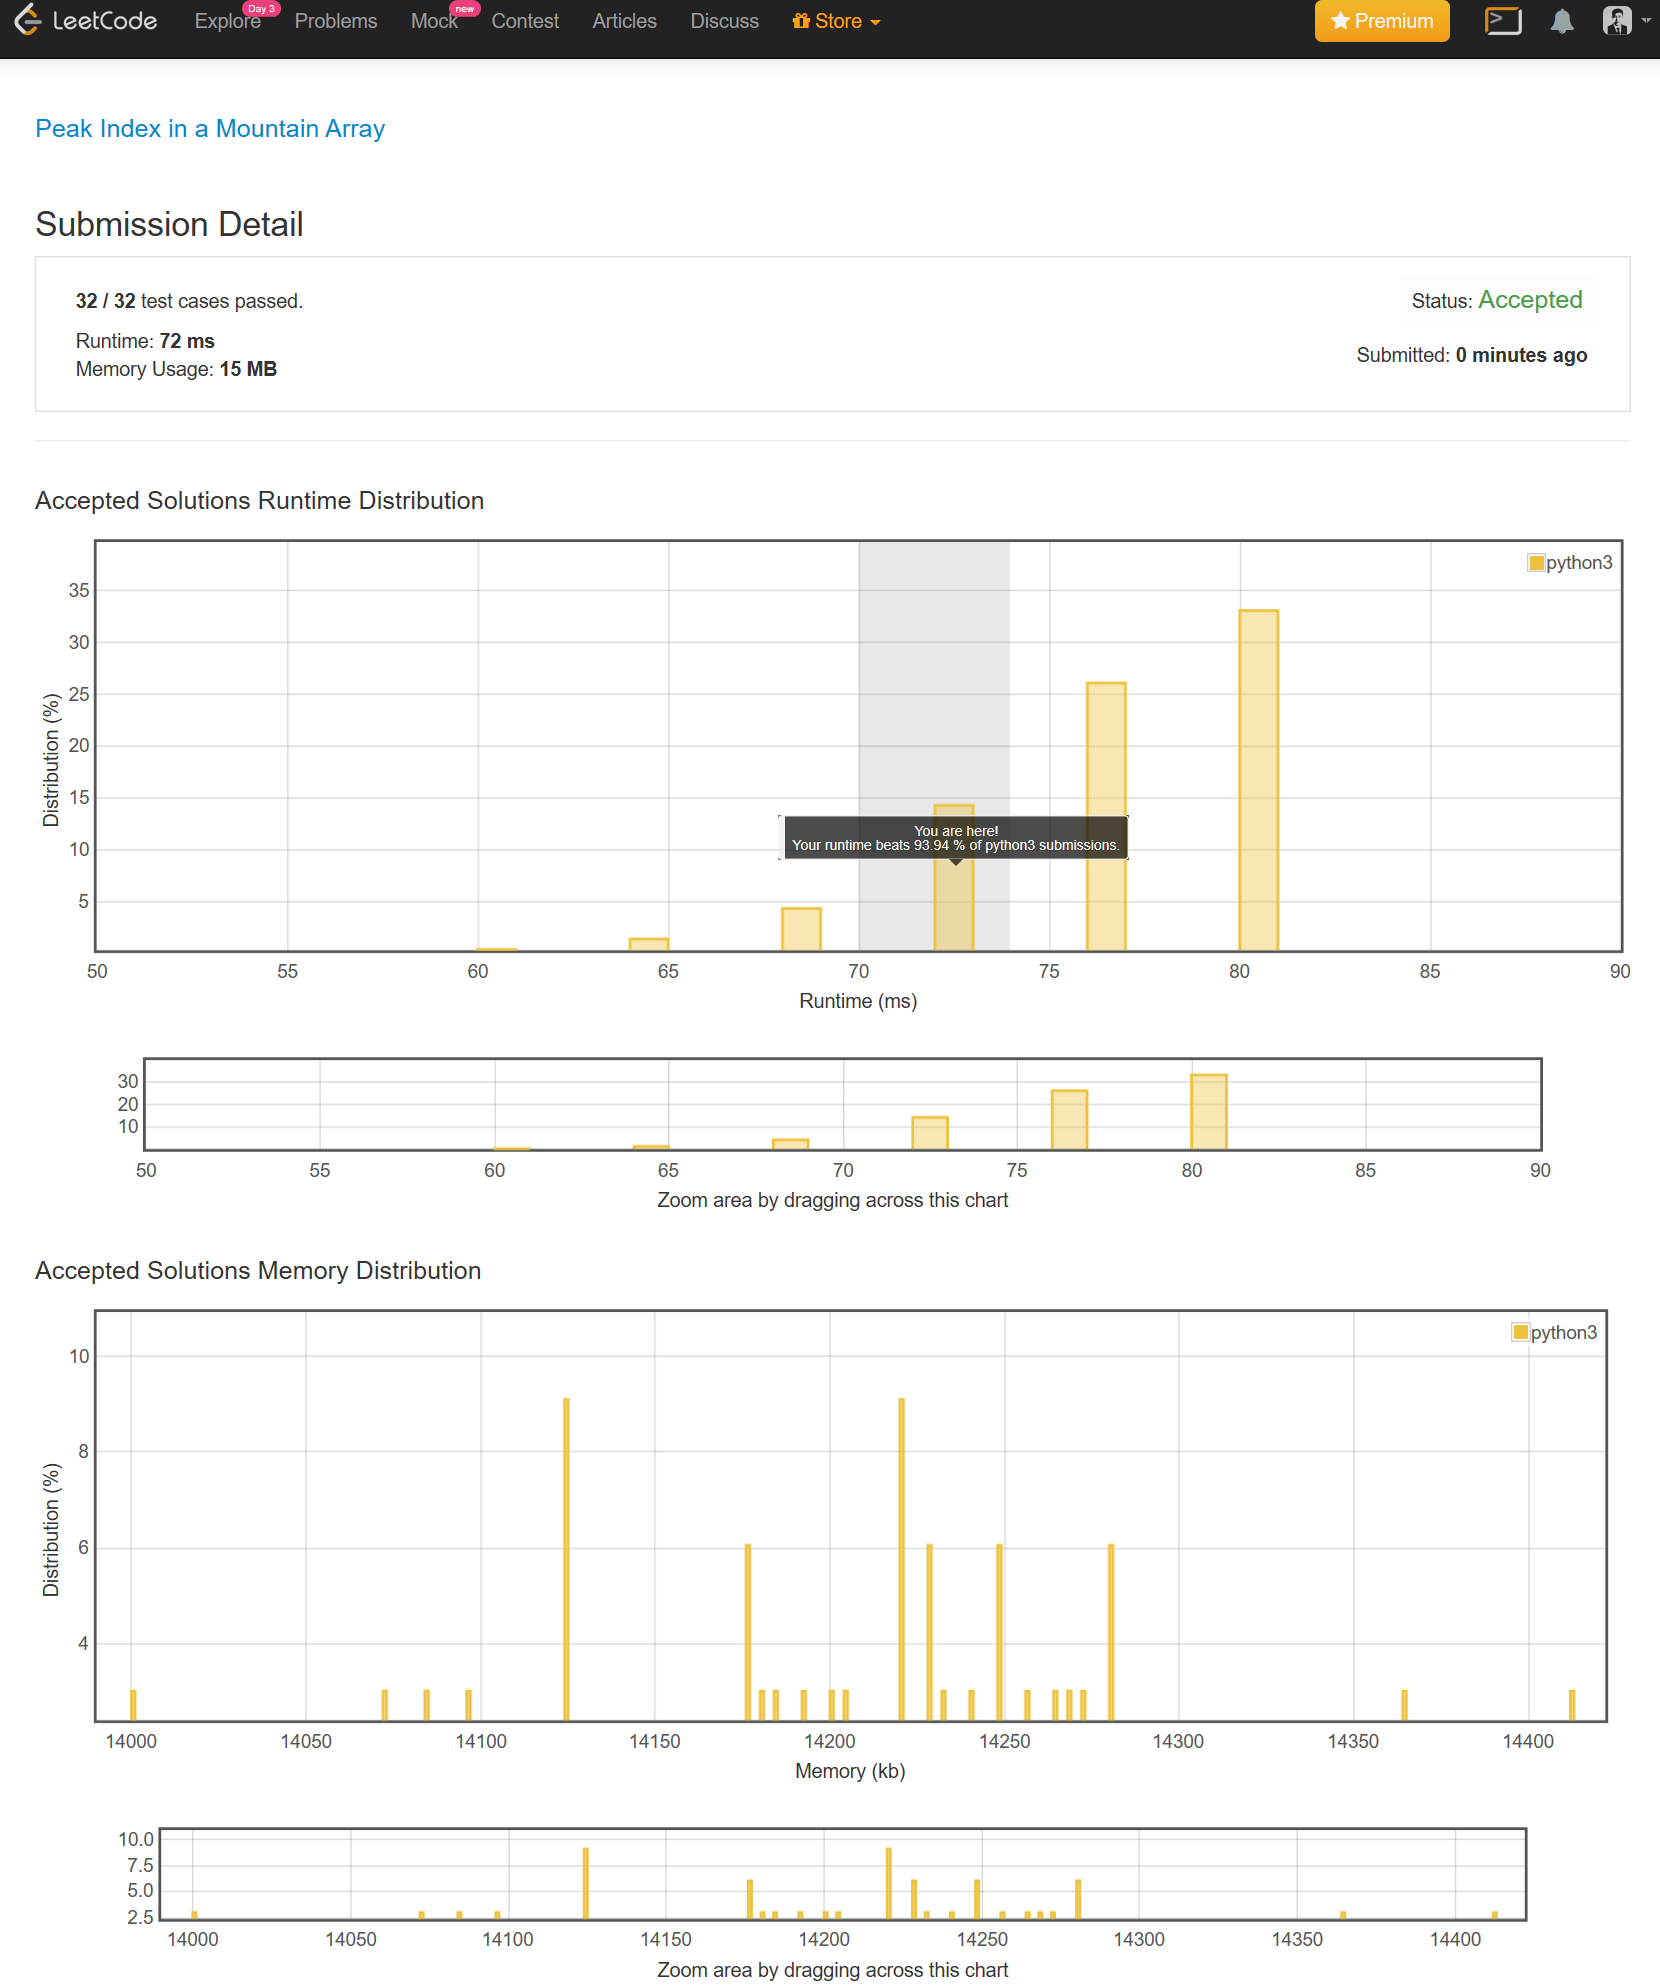 LeetCode Explore Day 3 Problems Mock new Contest Articles Discuss Store Premium
Peak Index in a Mountain Array
Submission Detail
32 / 32 test cases passed.
Status: Accepted
Runtime: 72 ms
Submitted: 0 minutes ago
Memory Usage: 15 MB
Accepted Solutions Runtime Distribution
python3
35
30
25
20
15
10
5
Distribution (%)
You are here!
Your runtime beats 93.94 % of python3 submissions.
50 55 60 65 70 75 80 85 90
Runtime (ms)
30
20
10
50 55 60 65 70 75 80 85 90
Zoom area by dragging across this chart
Accepted Solutions Memory Distribution
python3
10
8
6
4
Distribution (%)
14000 14050 14100 14150 14200 14250 14300 14350 14400
Memory (kb)
10.0
7.5
5.0
2.5
14000 14050 14100 14150 14200 14250 14300 14350 14400
Zoom area by dragging across this chart